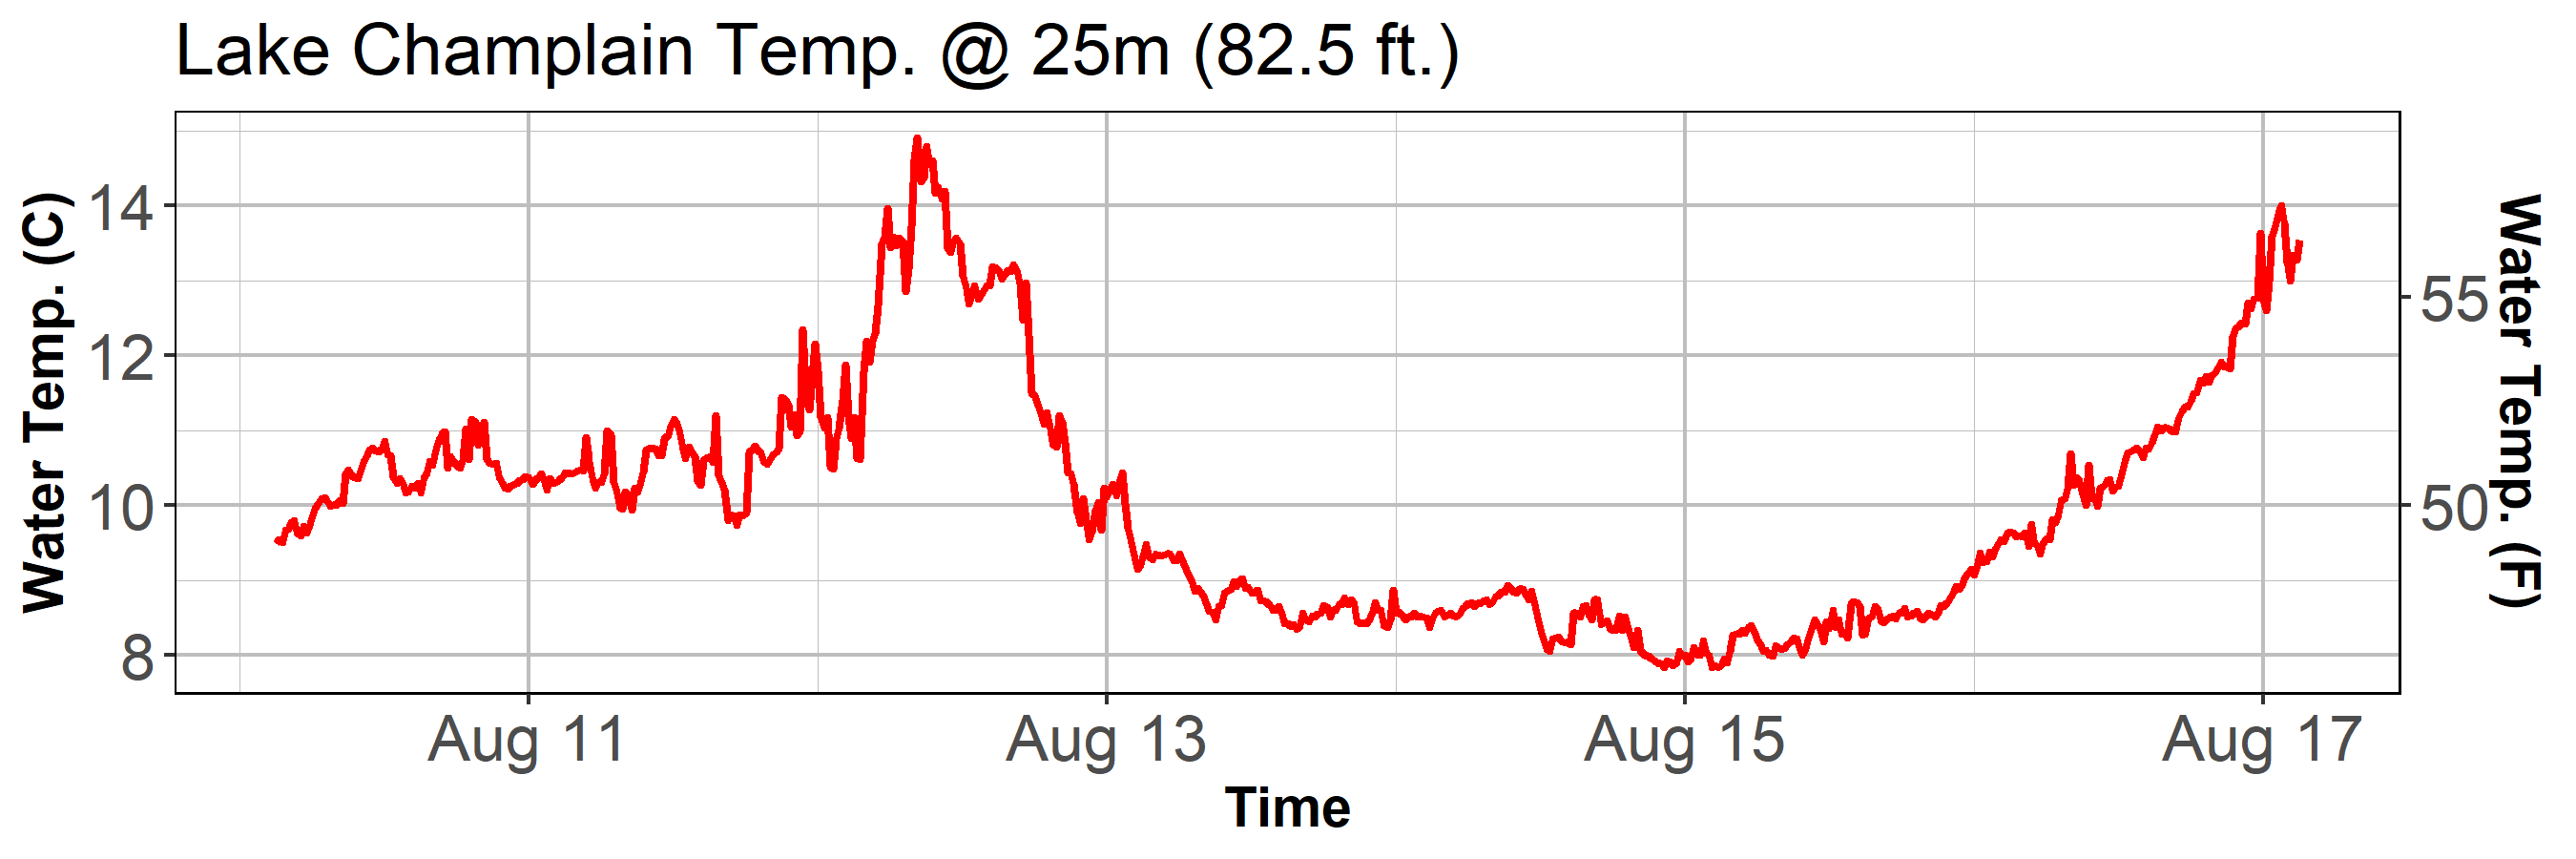 Lake Champlain Temp. @ 25m (82.5 ft.)
Water Temp. (C)
14
12
10
8
55
50
Water Temp. (F)
Aug 11 Aug 13 Aug 15 Aug 17
Time